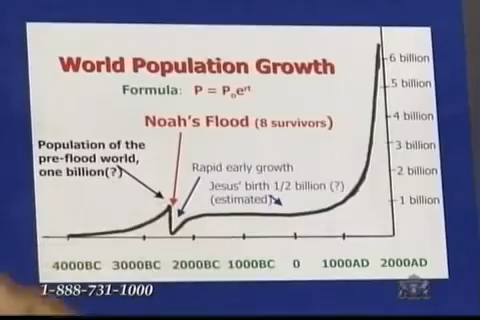 World Population Growth
Formula: P = Poe^rt
Noah's Flood (8 survivors)
Population of the
pre-flood world,
one billion(?)
Rapid early growth
Jesus' birth 1/2 billion (?)
(estimated)
6 billion
5 billion
4 billion
3 billion
2 billion
1 billion
4000BC 3000BC 2000BC 1000BC 0 1000AD 2000AD
1-888-731-1000